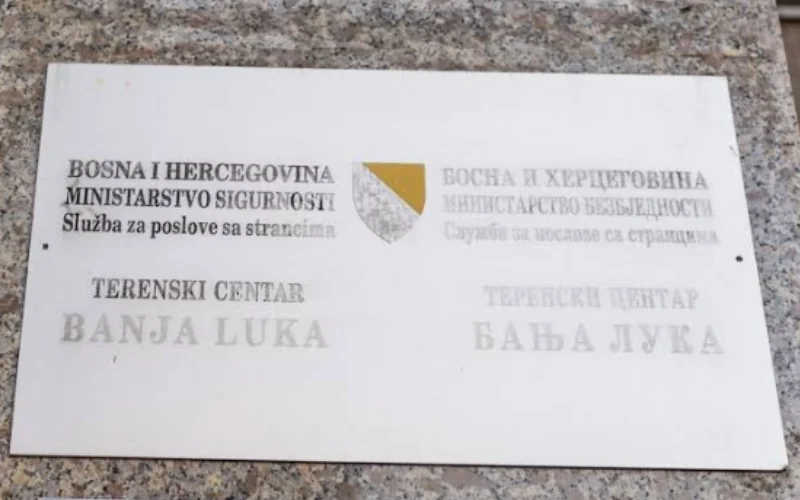 BOSNA I HERCEGOVINA
MINISTARSTVO SIGURNOSTI
Služba za poslove sa strancima
TERENSKI CENTAR
BANJA LUKA
БОСНА И ХЕРЦЕГОВИНА
МИНИСТАРСТВО БЕЗБЈЕДНОСТИ
Служба за послове са странцима
ТЕРЕНСКИ ЦЕНТАР
БАЊА ЛУКА